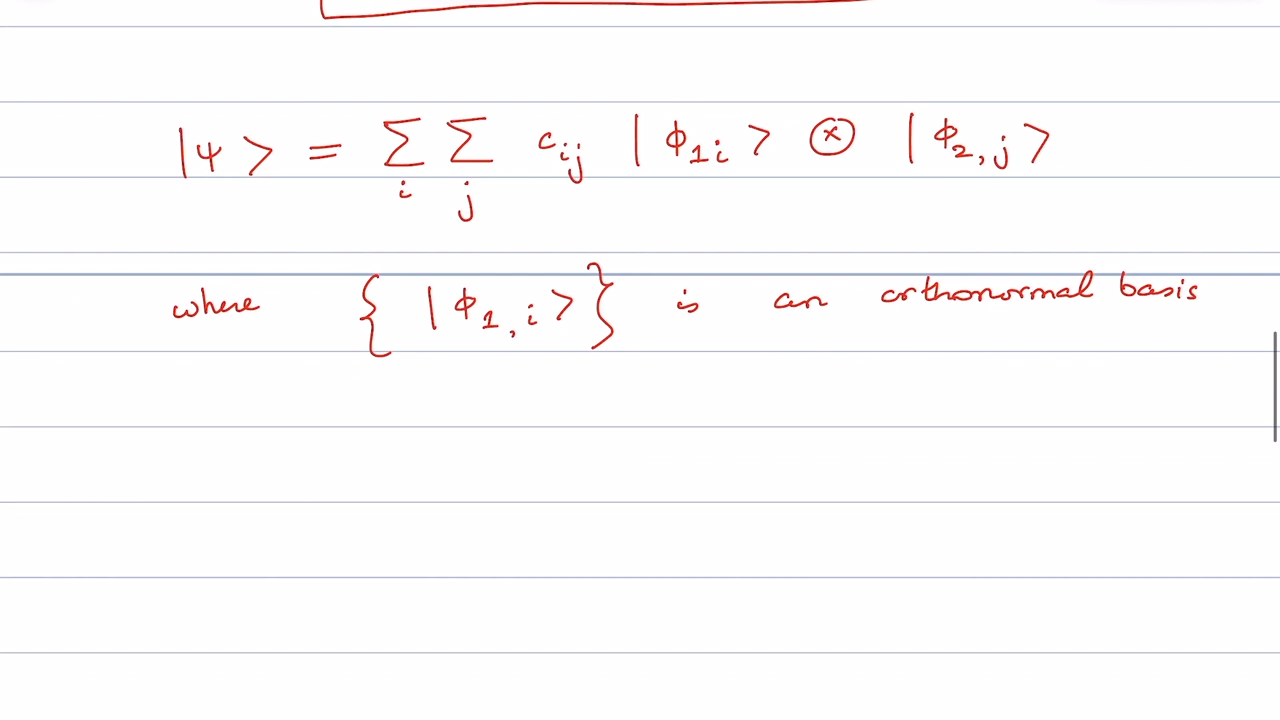 |ψ> = Σ_i Σ_j c_ij |ϕ_1i> ⊗ |ϕ_2,j>
where { |ϕ_1,i> } is an orthonormal basis